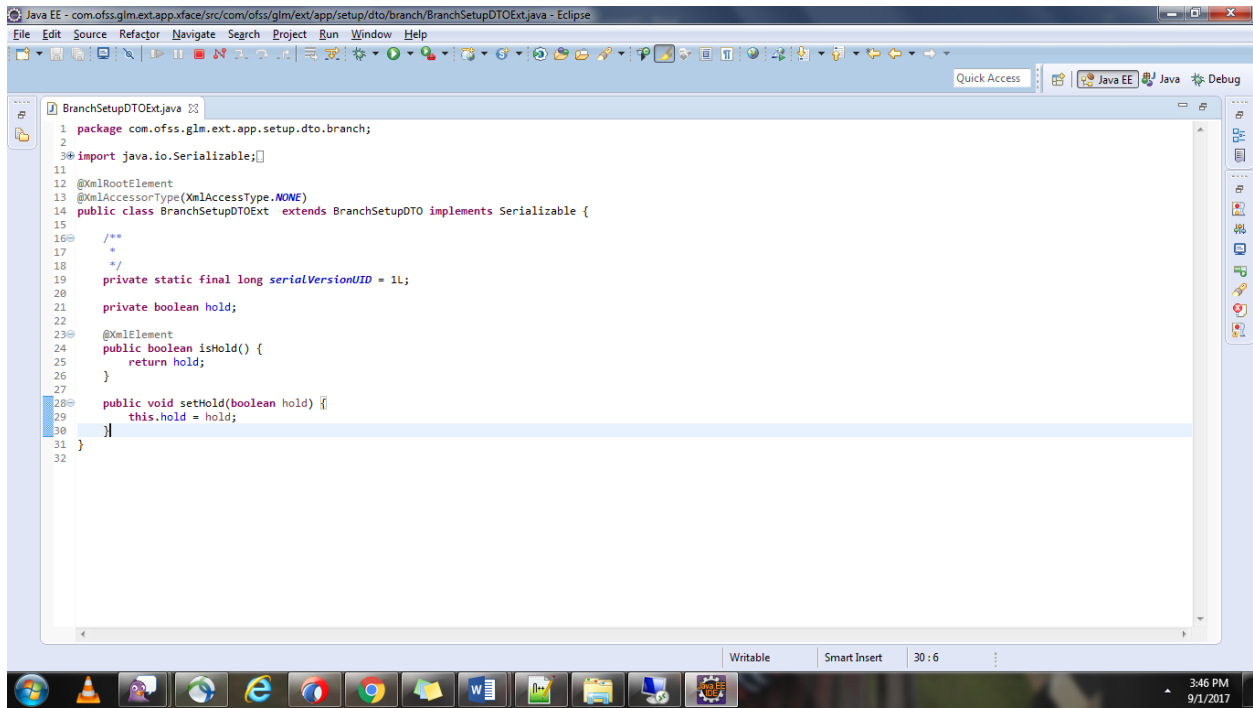 Java EE - com.ofss.glm.ext.app.xface/src/com/ofss/glm/ext/app/setup/dto/branch/BranchSetupDTOExt.java - Eclipse
File Edit Source Refactor Navigate Search Project Run Window Help
Quick Access Java EE Java Debug
BranchSetupDTOExt.java
1 package com.ofss.glm.ext.app.setup.dto.branch;
2
3 import java.io.Serializable;
11
12 @XmlRootElement
13 @XmlAccessorType(XmlAccessType.NONE)
14 public class BranchSetupDTOExt  extends BranchSetupDTO implements Serializable {
15
16 /**
17 *
18 */
19 private static final long serialVersionUID = 1L;
20
21 private boolean hold;
22
23 @XmlElement
24 public boolean isHold() {
25 return hold;
26 }
27
28 public void setHold(boolean hold) {
29 this.hold = hold;
30 }
31 }
32
Writable Smart Insert 30 : 6
Java EE
IDE
3:46 PM
9/1/2017